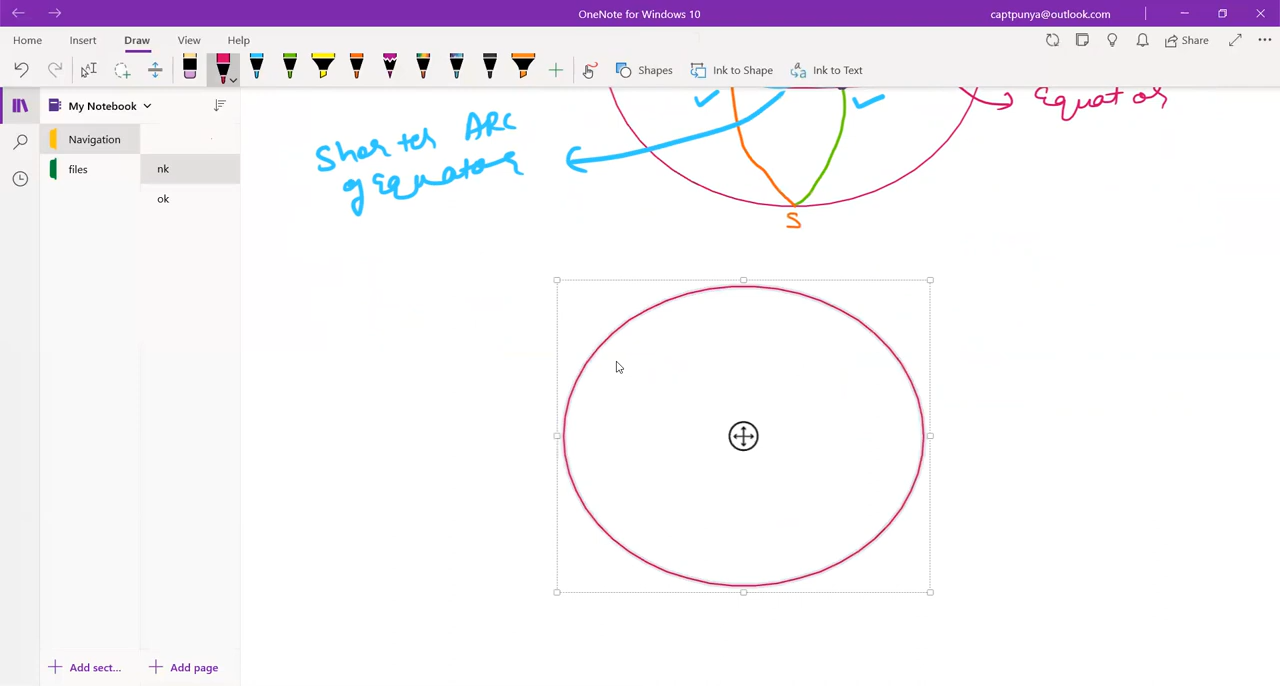 OneNote for Windows 10
captpunya@outlook.com
Home
Insert
Draw
View
Help
Share
Shapes
Ink to Shape
Ink to Text
My Notebook
Navigation
files
nk
ok
Equator
Shorter ARC
of Equator
S
Add sect...
Add page